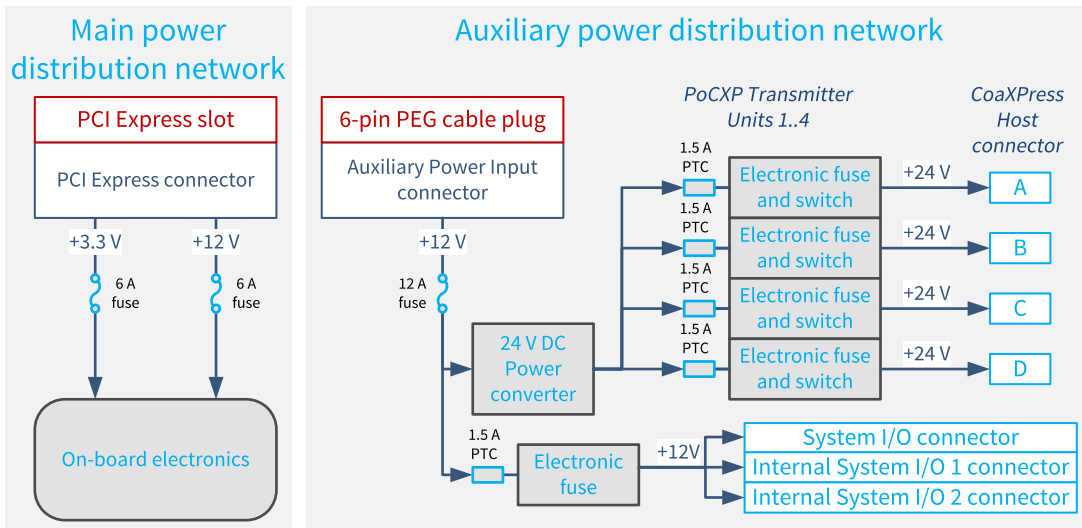 Main power
distribution network
PCI Express slot
PCI Express connector
+3.3 V
+12 V
6 A
fuse
6 A
fuse
On-board electronics
Auxiliary power distribution network
6-pin PEG cable plug
Auxiliary Power Input
connector
+12 V
12 A
fuse
24 V DC
Power
converter
PoCXP Transmitter
Units 1..4
CoaXPress
Host
connector
1.5 A
PTC
Electronic fuse
and switch
+24 V
A
1.5 A
PTC
Electronic fuse
and switch
+24 V
B
1.5 A
PTC
Electronic fuse
and switch
+24 V
C
1.5 A
PTC
Electronic fuse
and switch
+24 V
D
1.5 A
PTC
Electronic
fuse
+12V
System I/O connector
Internal System I/O 1 connector
Internal System I/O 2 connector